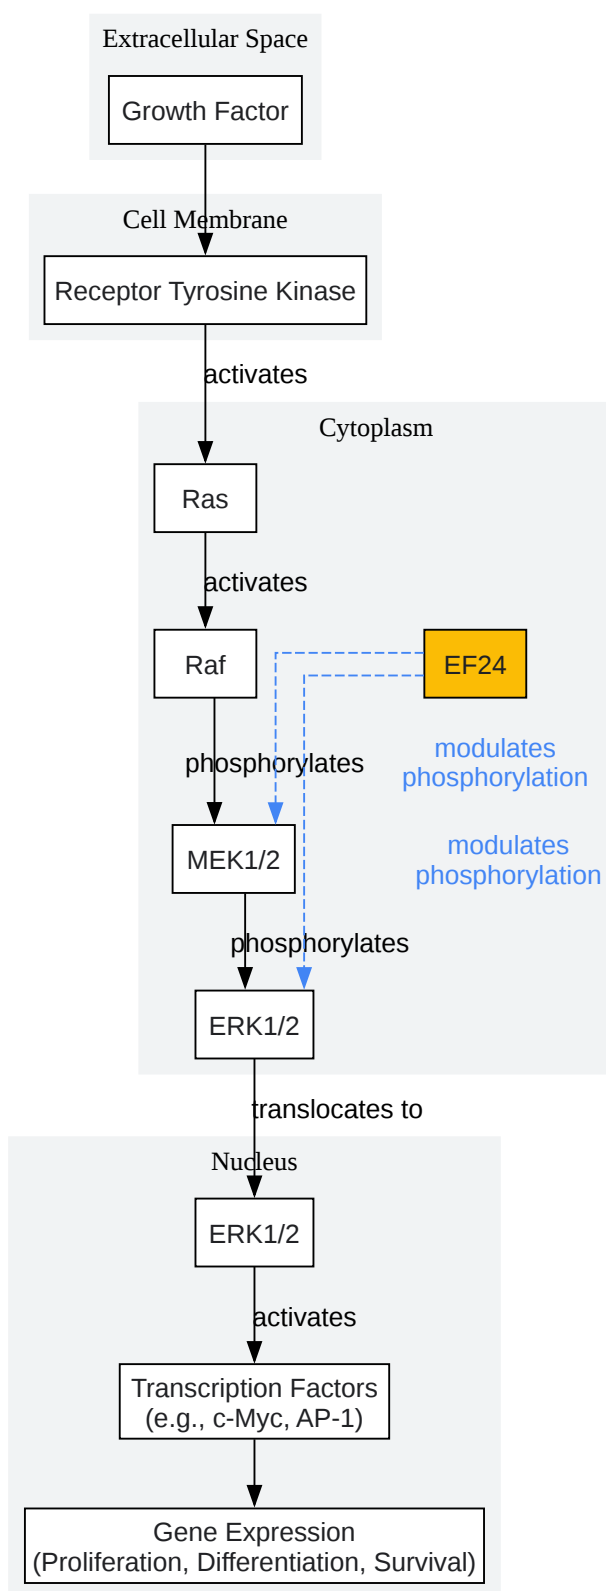 Extracellular Space
Growth Factor
Cell Membrane
Receptor Tyrosine Kinase
activates
Cytoplasm
Ras
activates
Raf
EF24
phosphorylates
modulates
phosphorylation
MEK1/2
modulates
phosphorylation
phosphorylates
ERK1/2
translocates to
Nucleus
ERK1/2
activates
Transcription Factors
(e.g., c-Myc, AP-1)
Gene Expression
(Proliferation, Differentiation, Survival)